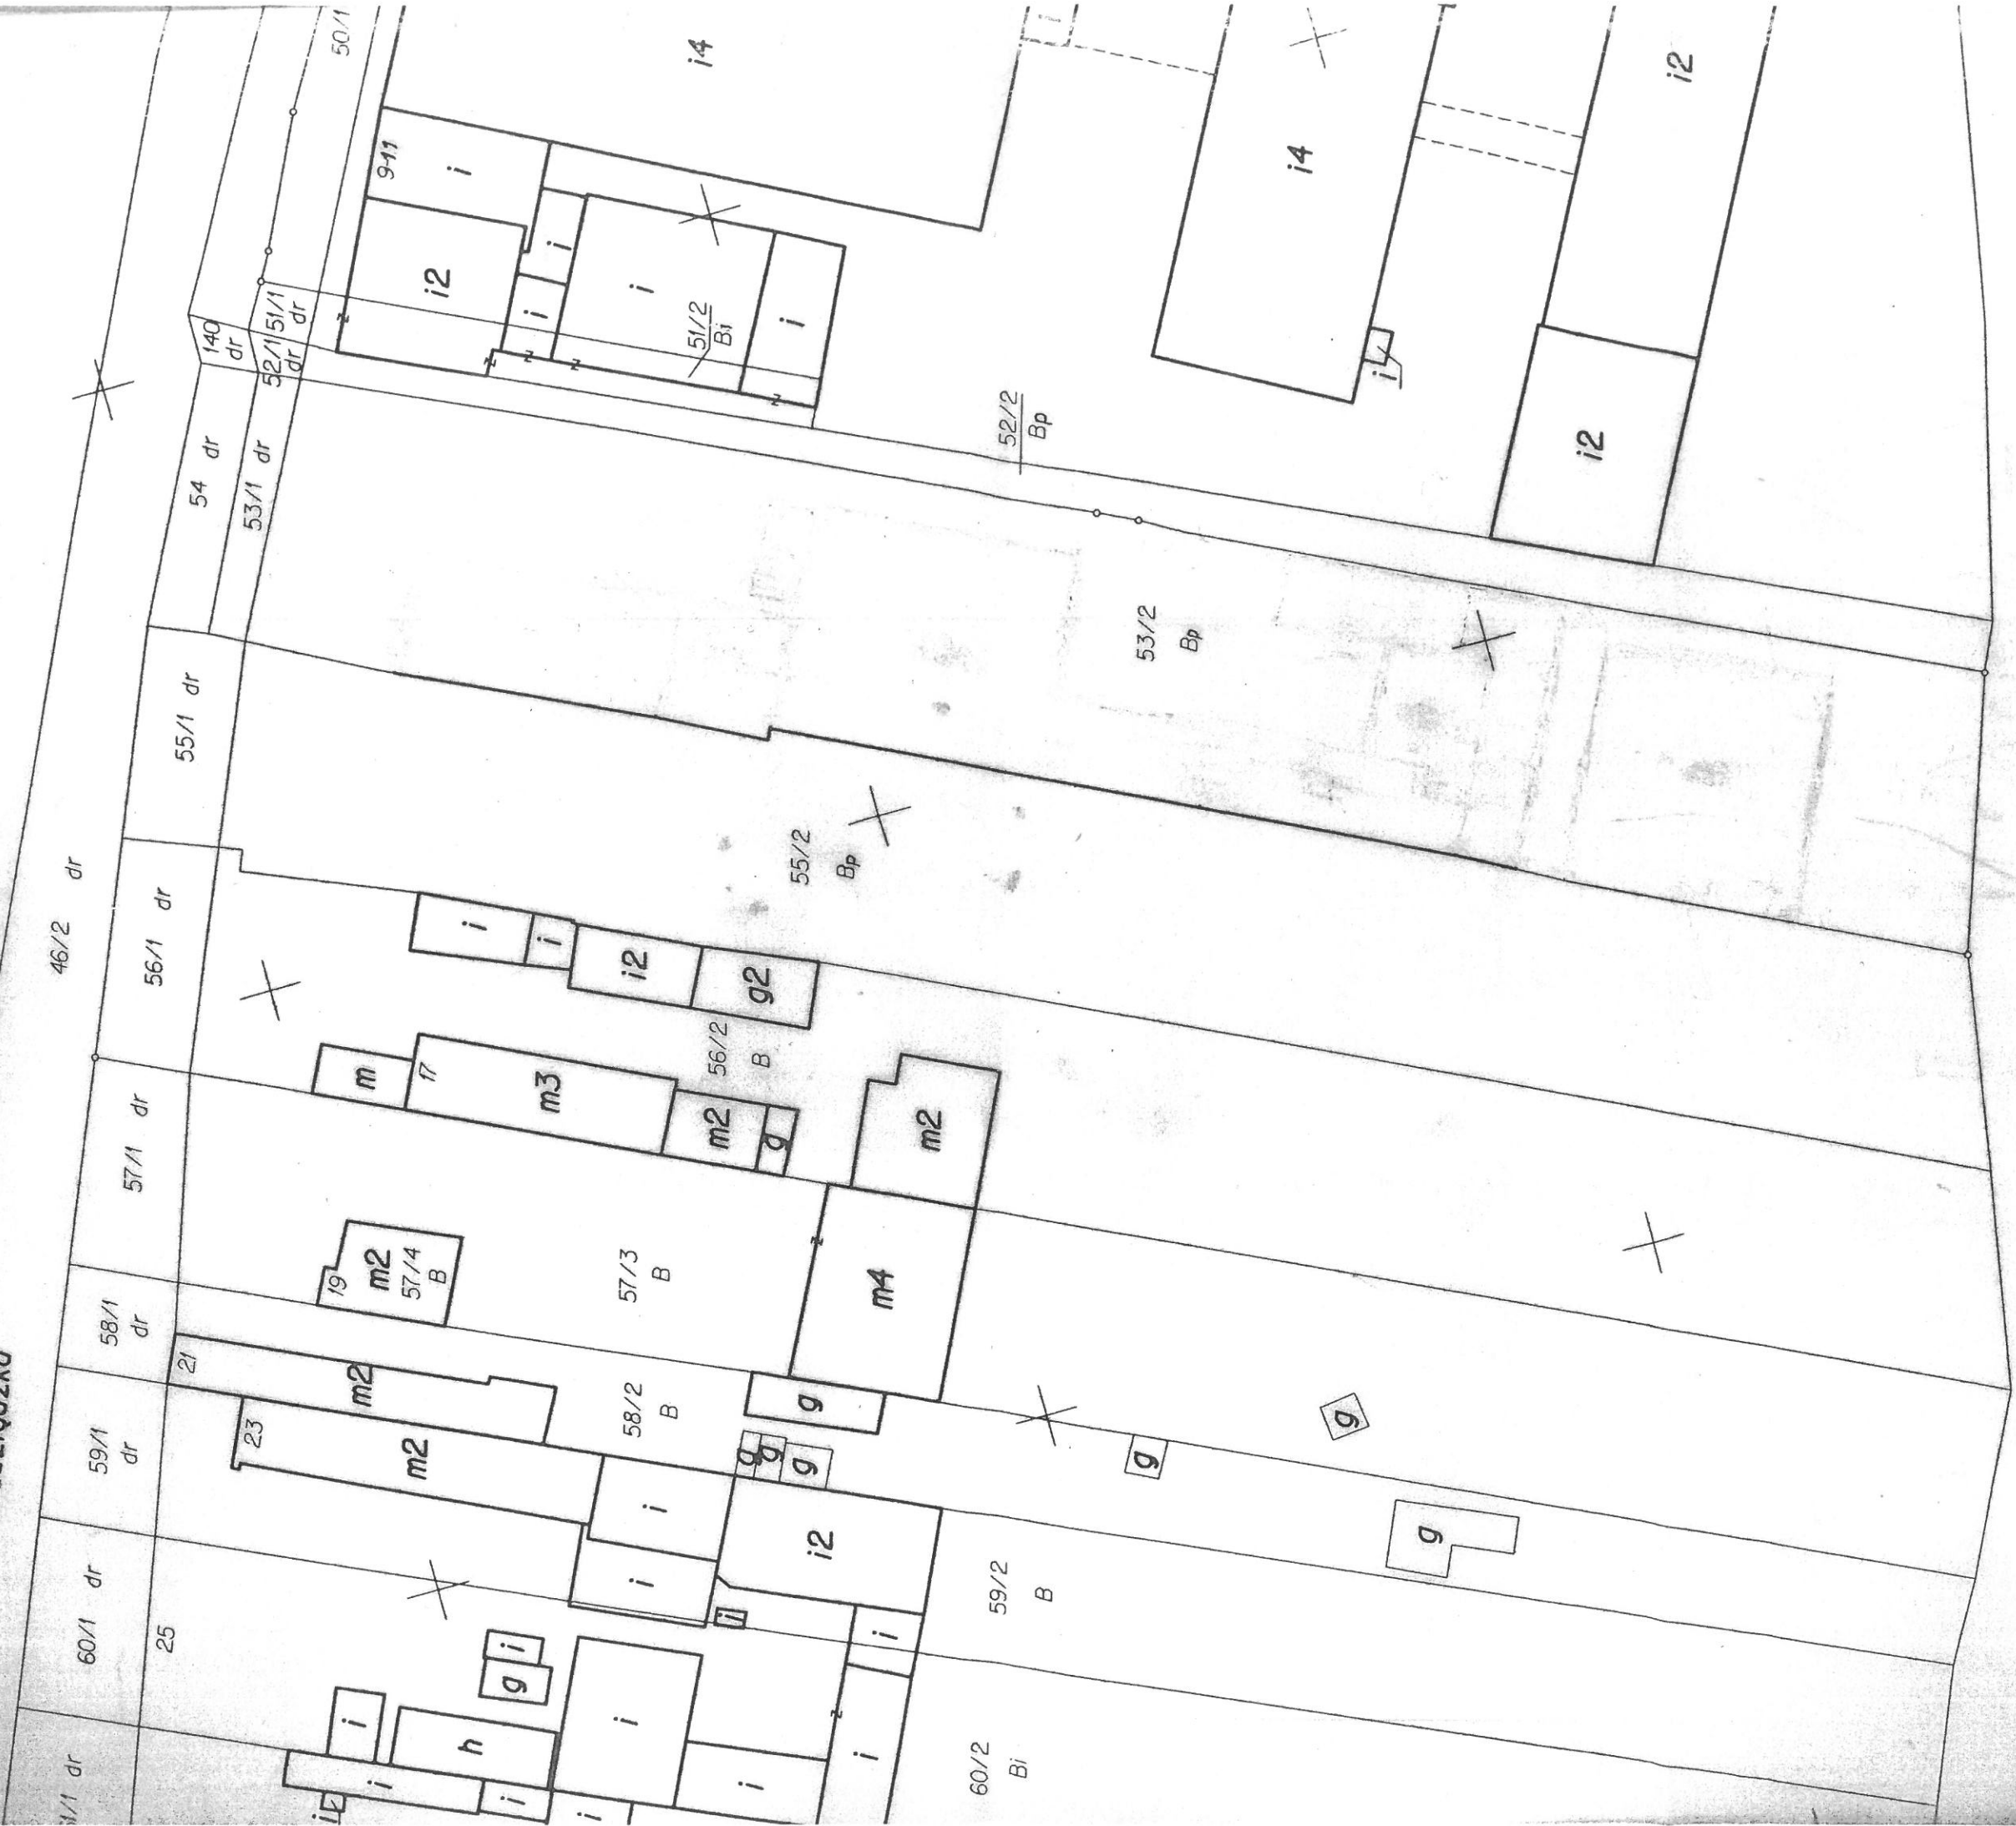 50/1
i4
i
i2
9-11
i
i4
i2
i2
i
i
i
i
51/2
Bi
i
i
i2
140
dr
51/1
dr
52/1
dr
52/2
Bp
54 dr
53/1 dr
53/2
Bp
55/1 dr
55/2
Bp
46/2 dr
56/1 dr
i
i
i2
g2
56/2
B
m
17
m3
m2
g
m2
57/1 dr
19
m2
57/4
B
57/3
B
m4
58/1
dr
21
m2
58/2
B
g
g
g
g
g
g
g
59/1
dr
23
m2
i
i
i2
i
59/2
B
60/1 dr
25
i
g
i
h
i
i
i
i
i
i
i
i
60/2
Bi
1/1 dr